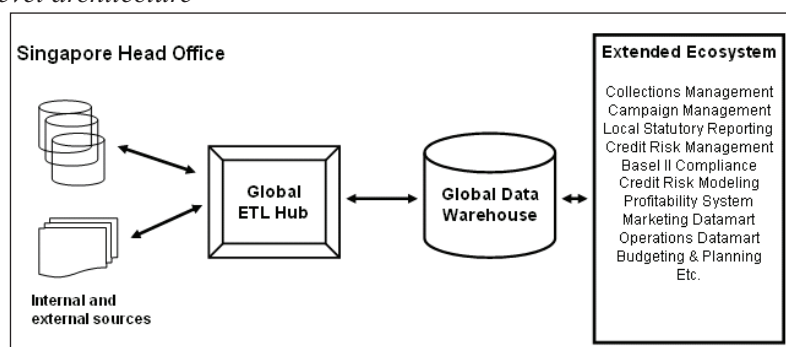 Singapore Head Office
Internal and
external sources
Global
ETL Hub
Global Data
Warehouse
Extended Ecosystem
Collections Management
Campaign Management
Local Statutory Reporting
Credit Risk Management
Basel II Compliance
Credit Risk Modeling
Profitability System
Marketing Datamart
Operations Datamart
Budgeting & Planning
Etc.